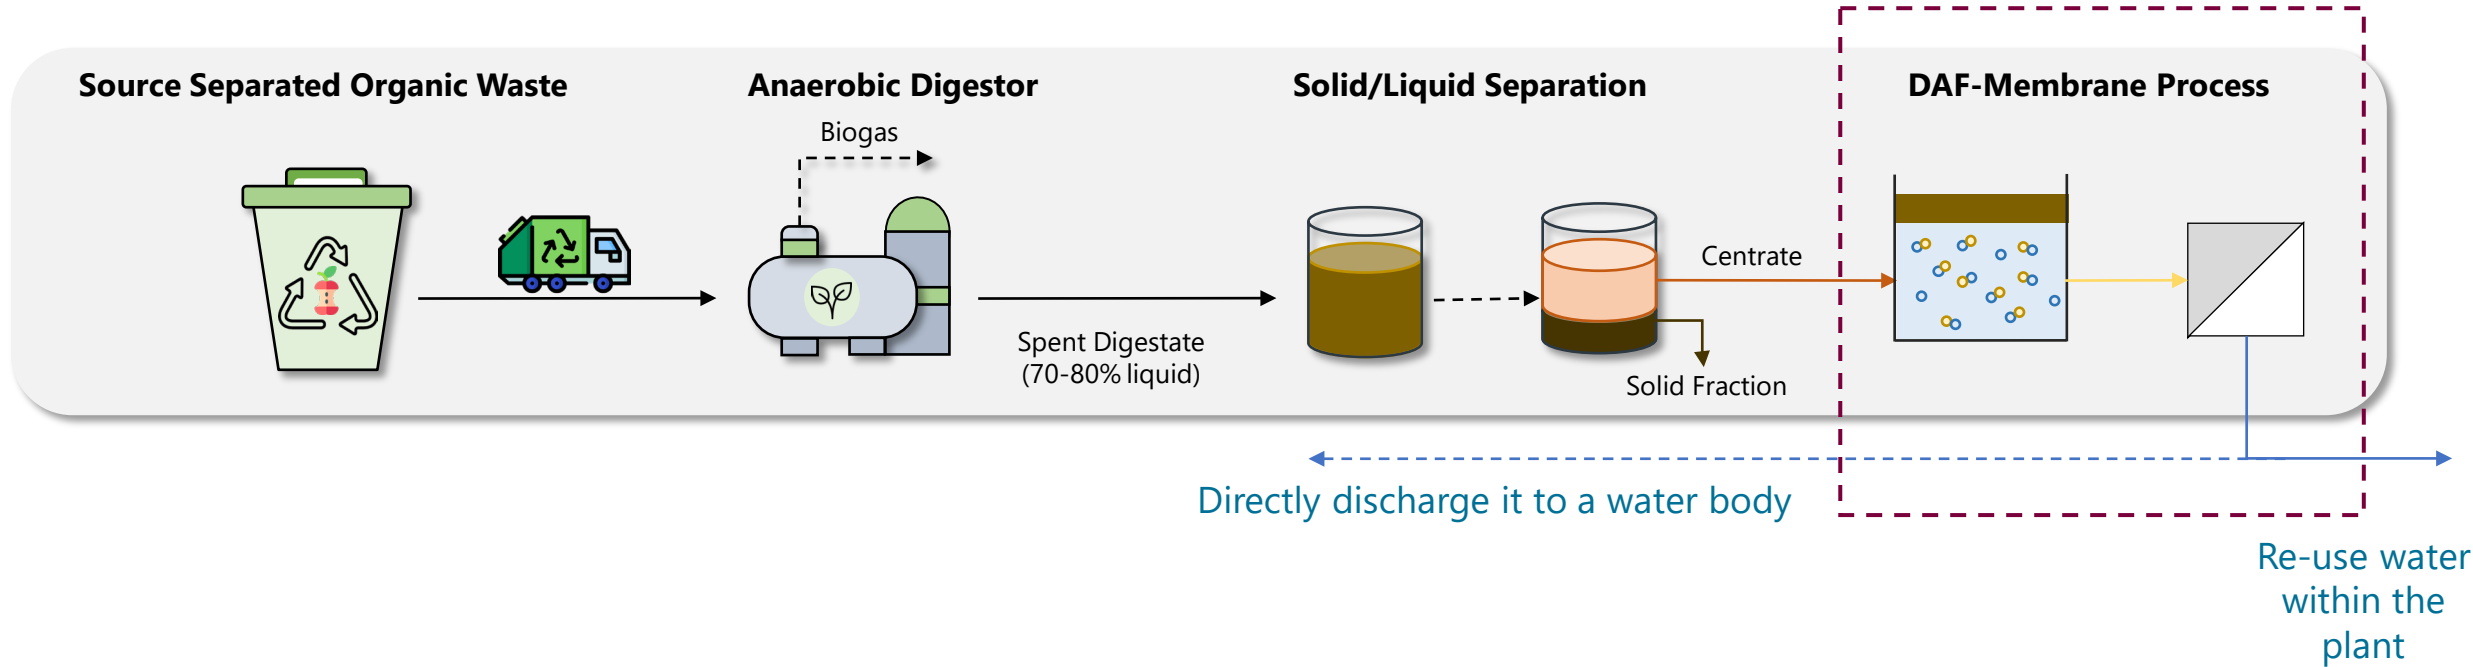 Source Separated Organic Waste
Anaerobic Digestor
Solid/Liquid Separation
DAF-Membrane Process
Biogas
Centrate
Spent Digestate
(70-80% liquid)
Solid Fraction
Directly discharge it to a water body
Re-use water
within the
plant